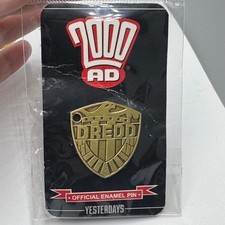 2000
AD
DREDD
• OFFICIAL ENAMEL PIN •
YESTERDAYS